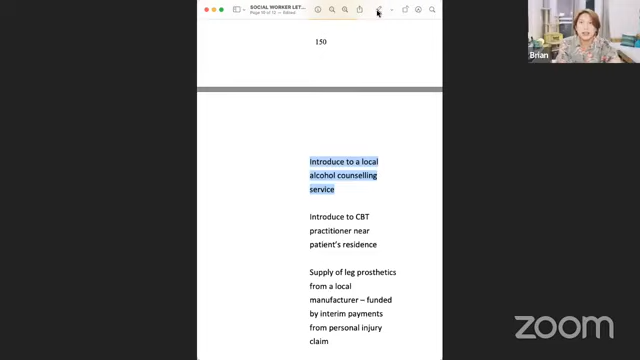 SOCIAL WORKER LET...
Page 10 of 12 – Edited
150
Introduce to a local
alcohol counselling
service
Introduce to CBT
practitioner near
patient's residence
Supply of leg prosthetics
from a local
manufacturer – funded
by interim payments
from personal injury
claim
Brian
zoom